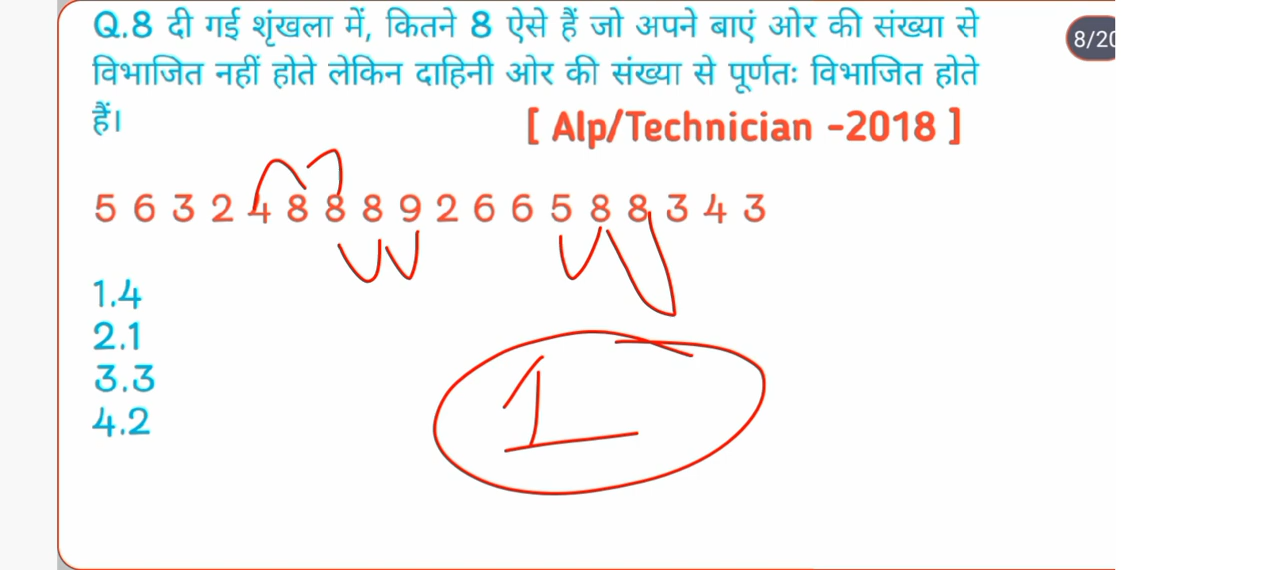 Q.8 दी गई शृंखला में, कितने 8 ऐसे हैं जो अपने बाएं ओर की संख्या से
8/20
विभाजित नहीं होते लेकिन दाहिनी ओर की संख्या से पूर्णतः विभाजित होते
हैं।
[ Alp/Technician -2018 ]
5 6 3 2 4 8 8 8 9 2 6 6 5 8 8 3 4 3
1.4
2.1
3.3
4.2
1